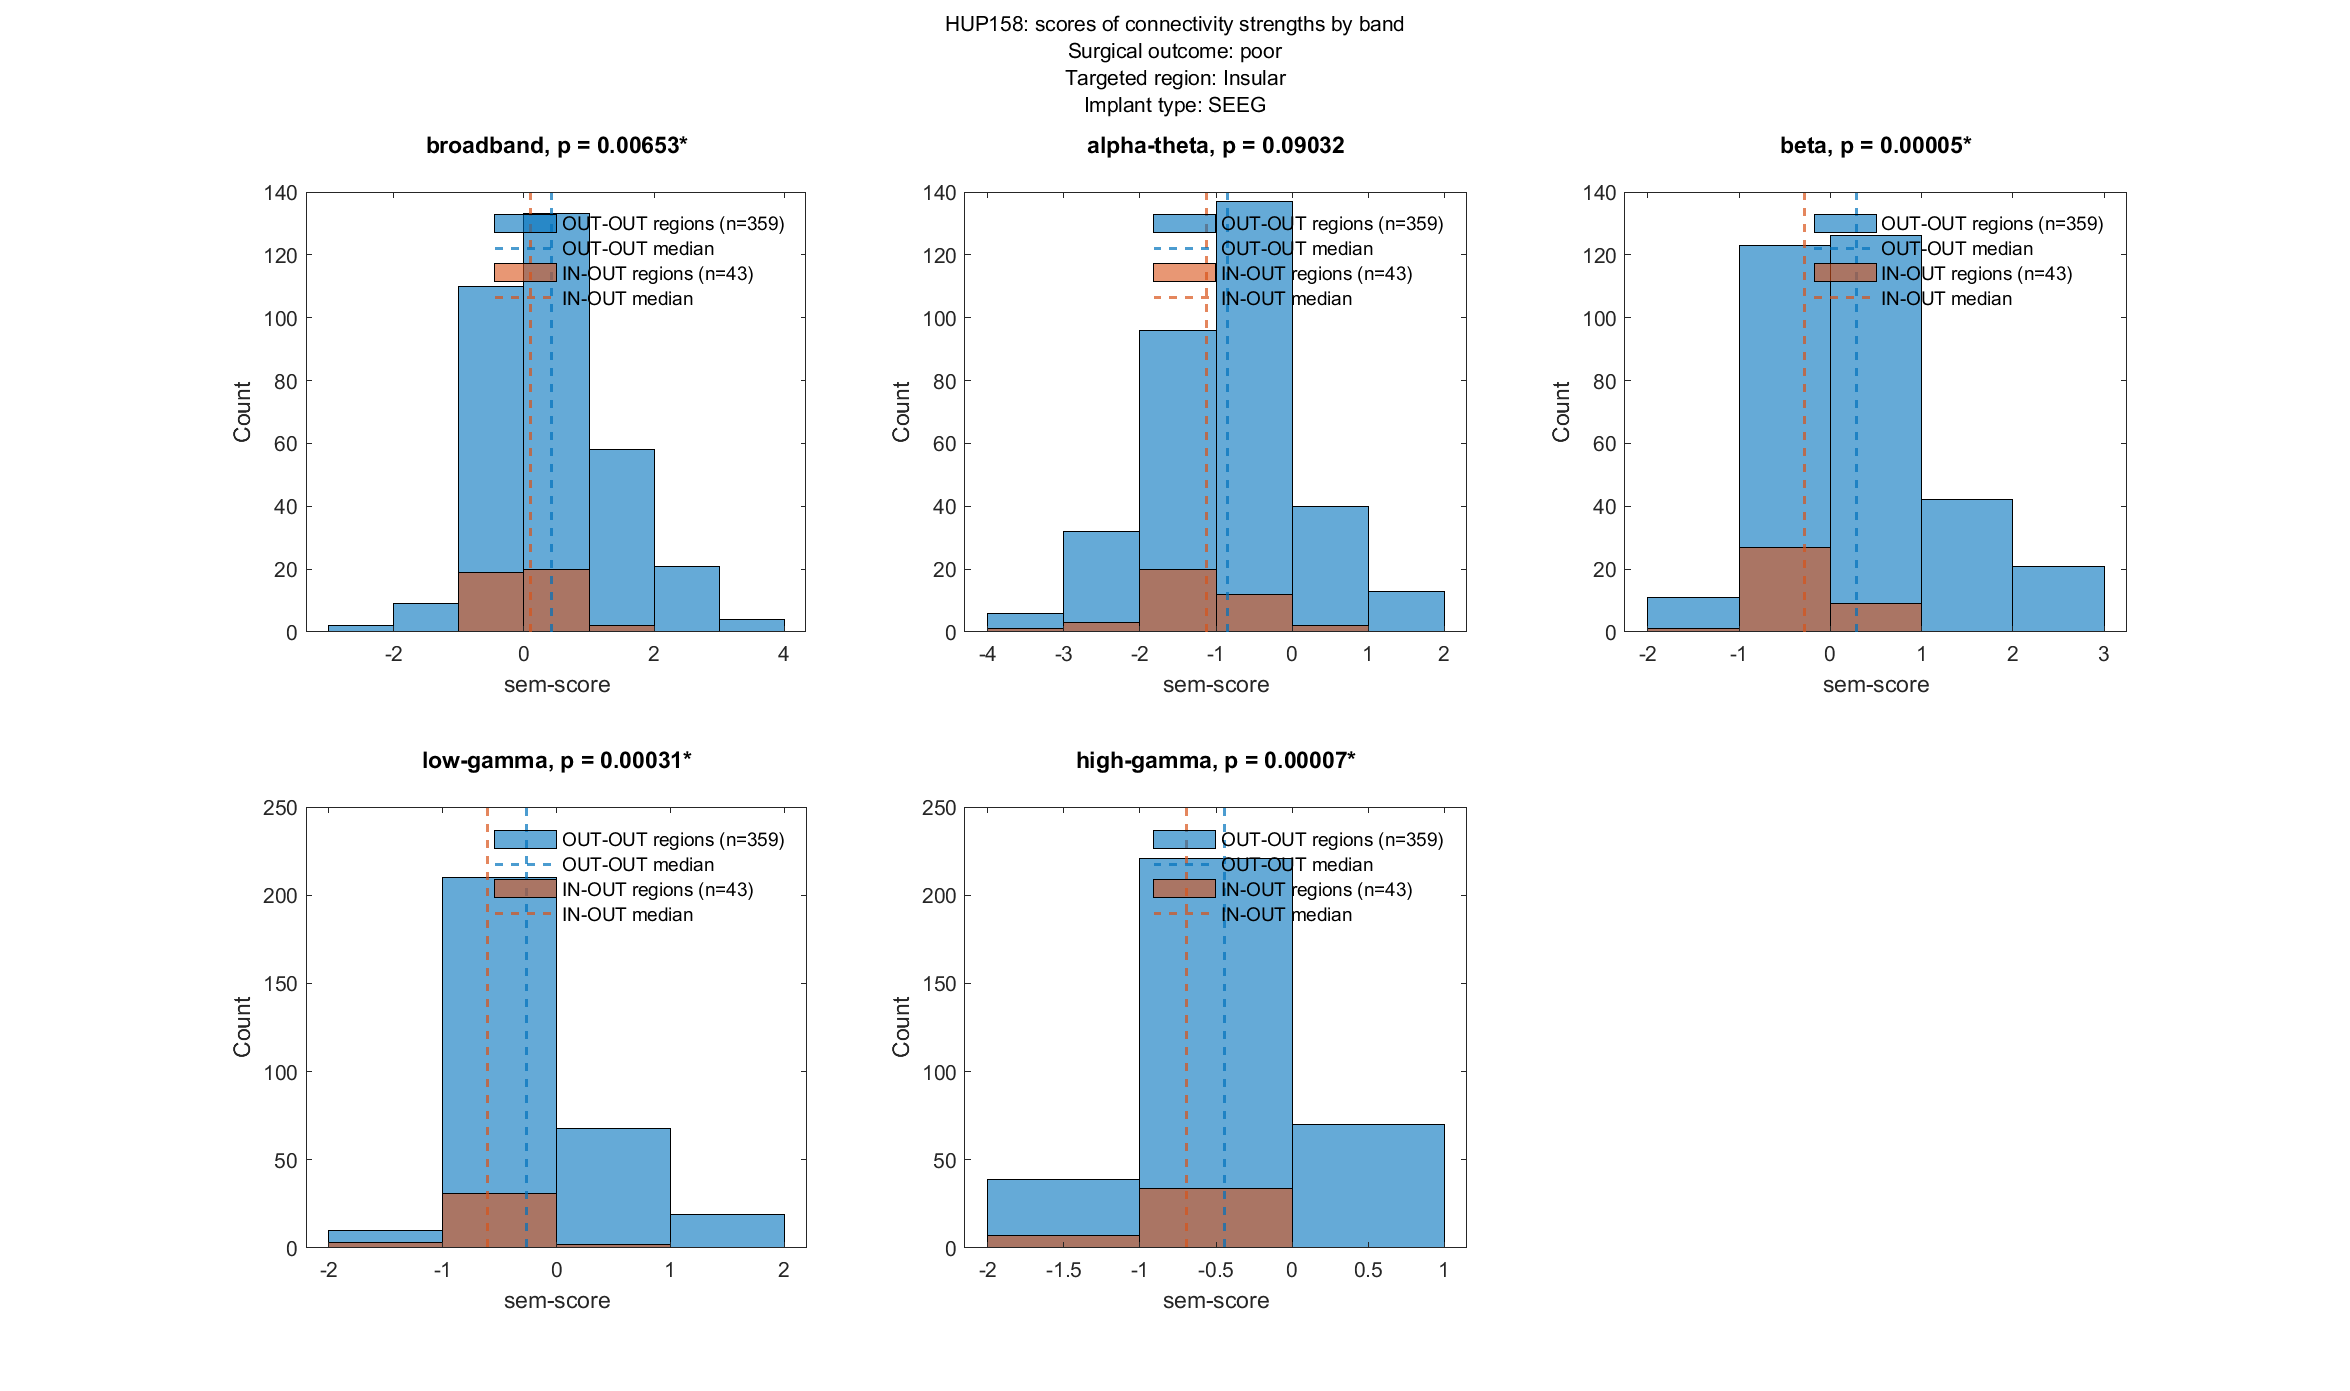 HUP158: scores of connectivity strengths by band
Surgical outcome: poor
Targeted region: Insular
Implant type: SEEG
broadband, p = 0.00653*
140
120
100
80
60
40
20
0
Count
-2
0
2
4
sem-score
OUT-OUT regions (n=359)
OUT-OUT median
IN-OUT regions (n=43)
IN-OUT median
alpha-theta, p = 0.09032
140
120
100
80
60
40
20
0
Count
-4
-3
-2
-1
0
1
2
sem-score
OUT-OUT regions (n=359)
OUT-OUT median
IN-OUT regions (n=43)
IN-OUT median
beta, p = 0.00005*
140
120
100
80
60
40
20
0
Count
-2
-1
0
1
2
3
sem-score
OUT-OUT regions (n=359)
OUT-OUT median
IN-OUT regions (n=43)
IN-OUT median
low-gamma, p = 0.00031*
250
200
150
100
50
0
Count
-2
-1
0
1
2
sem-score
OUT-OUT regions (n=359)
OUT-OUT median
IN-OUT regions (n=43)
IN-OUT median
high-gamma, p = 0.00007*
250
200
150
100
50
0
Count
-2
-1.5
-1
-0.5
0
0.5
1
sem-score
OUT-OUT regions (n=359)
OUT-OUT median
IN-OUT regions (n=43)
IN-OUT median